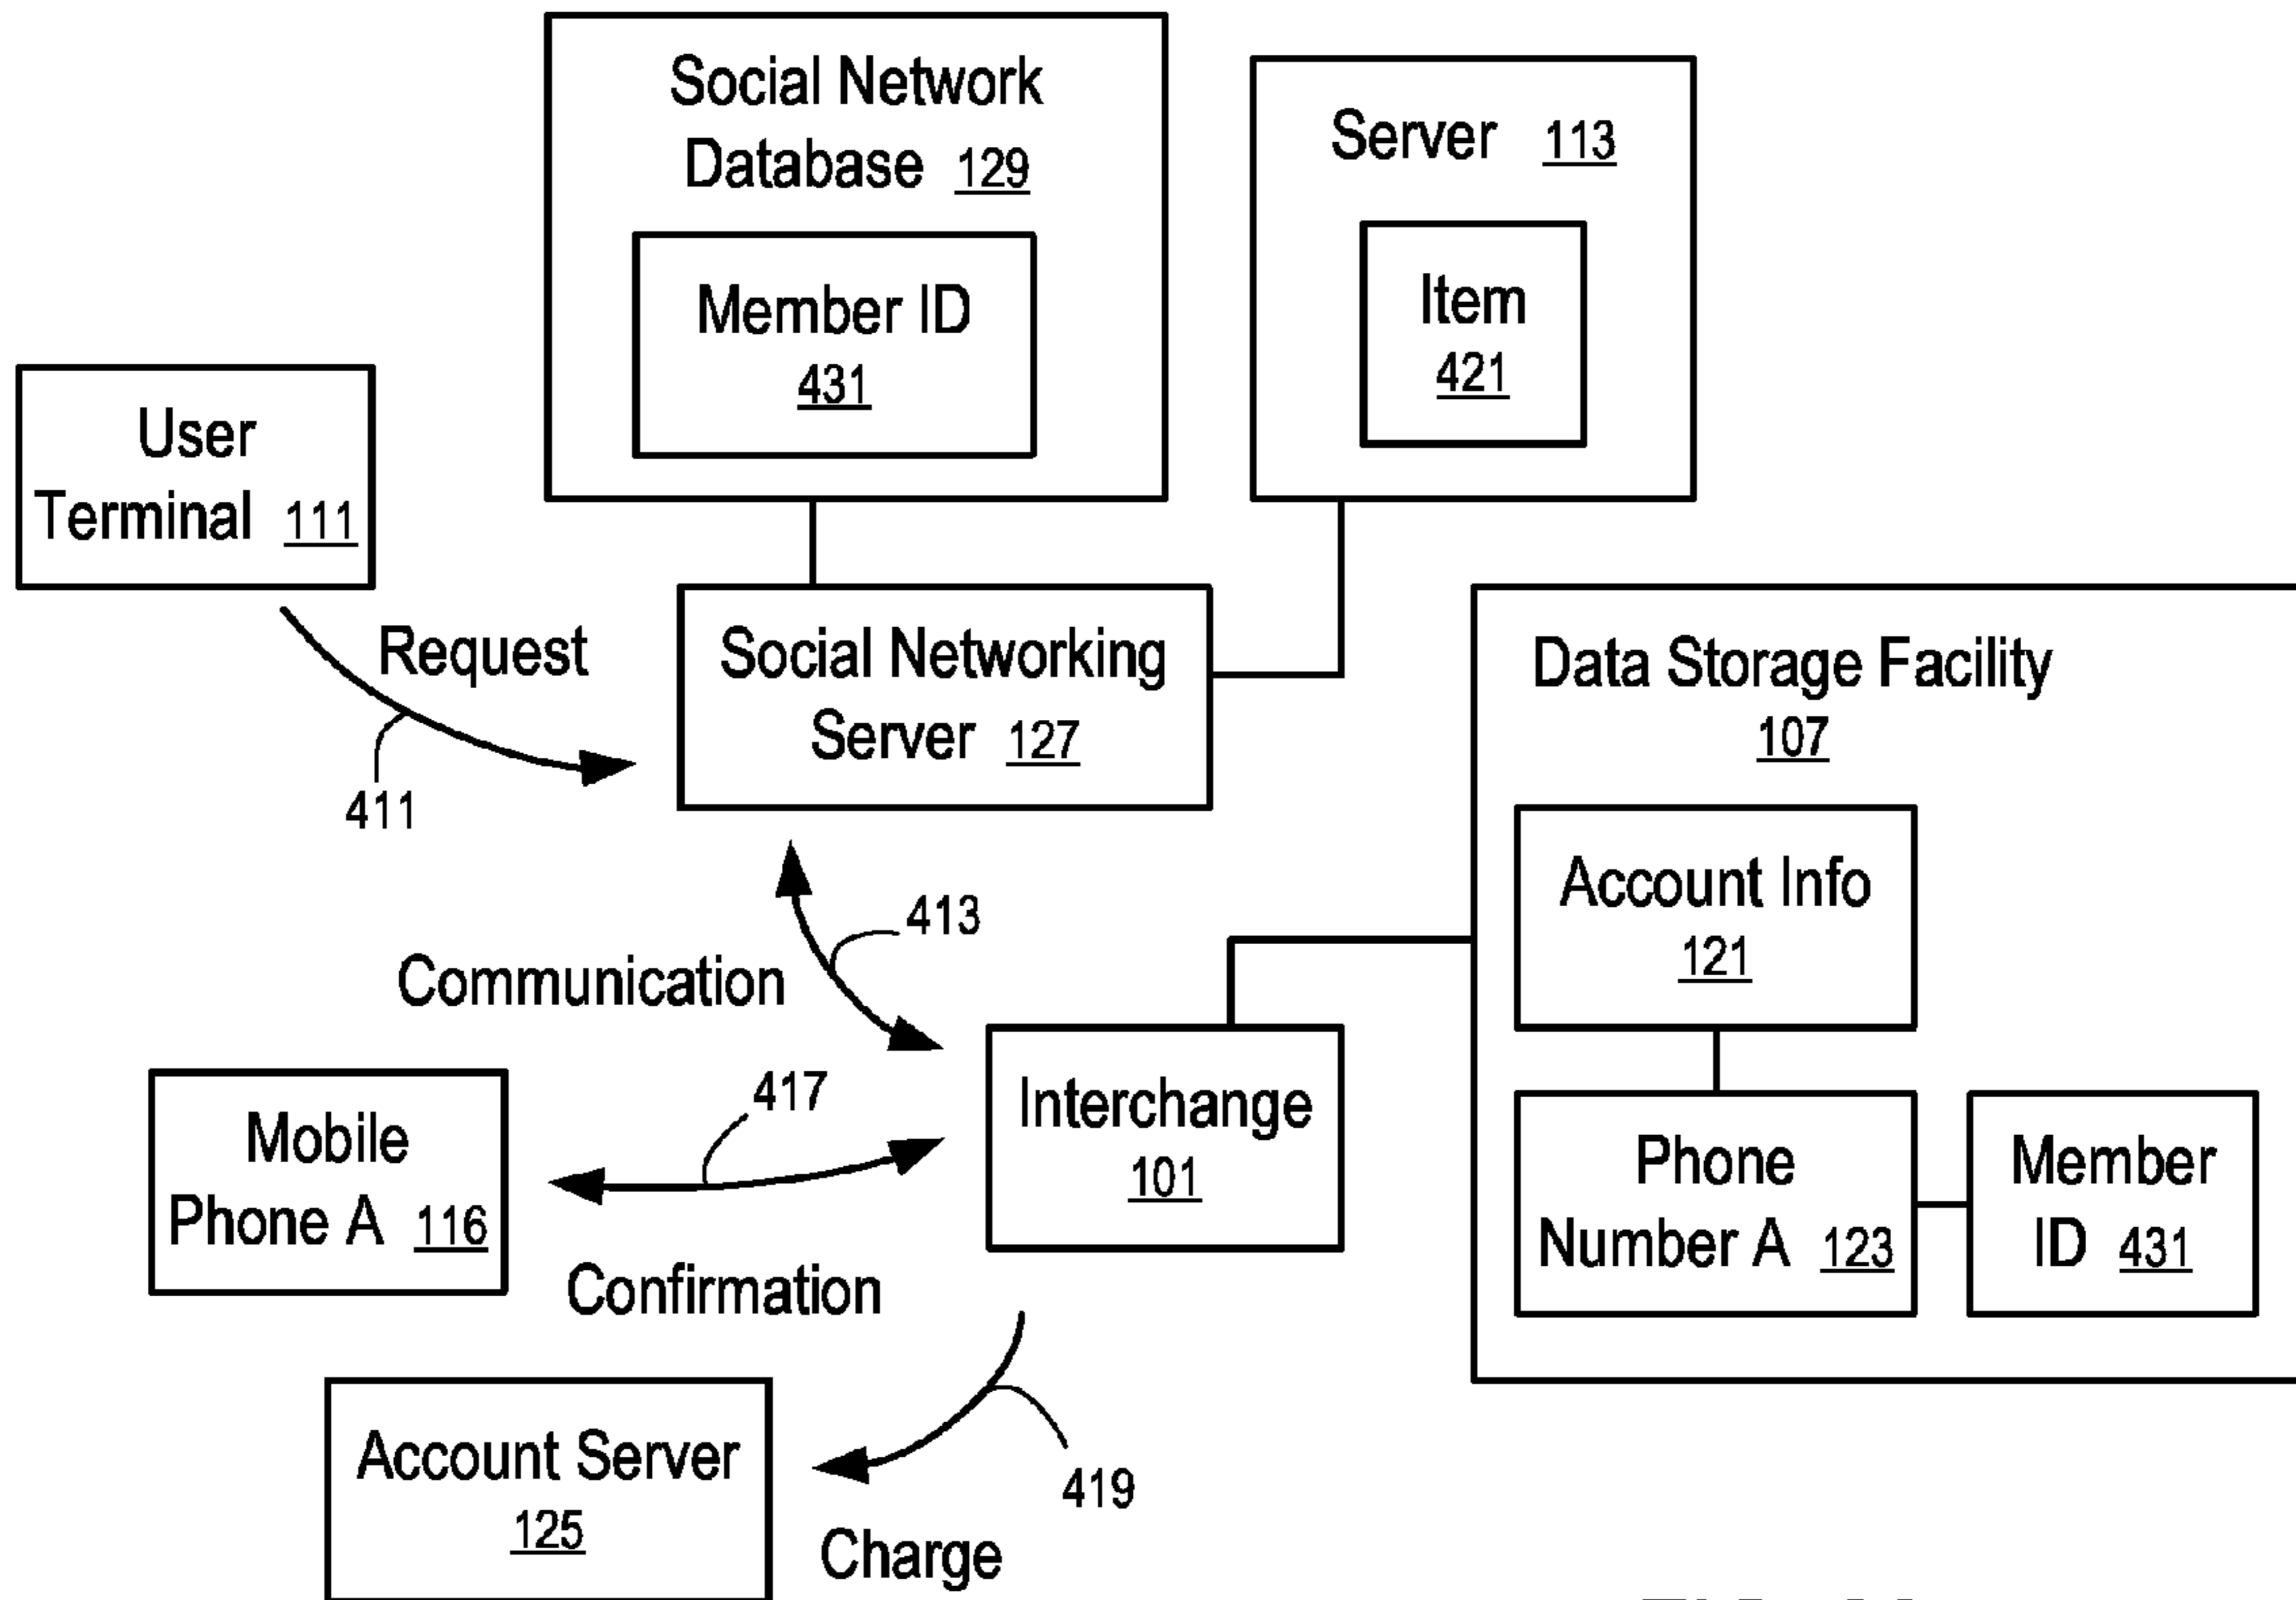 Social Network
Database 129
Member ID
431
Server 113
Item
421
User
Terminal 111
Request
411
Social Networking
Server 127
Data Storage Facility
107
Account Info
121
Phone
Number A 123
Member
ID 431
413
Communication
Interchange
101
417
Mobile
Phone A 116
Confirmation
Account Server
125
419
Charge